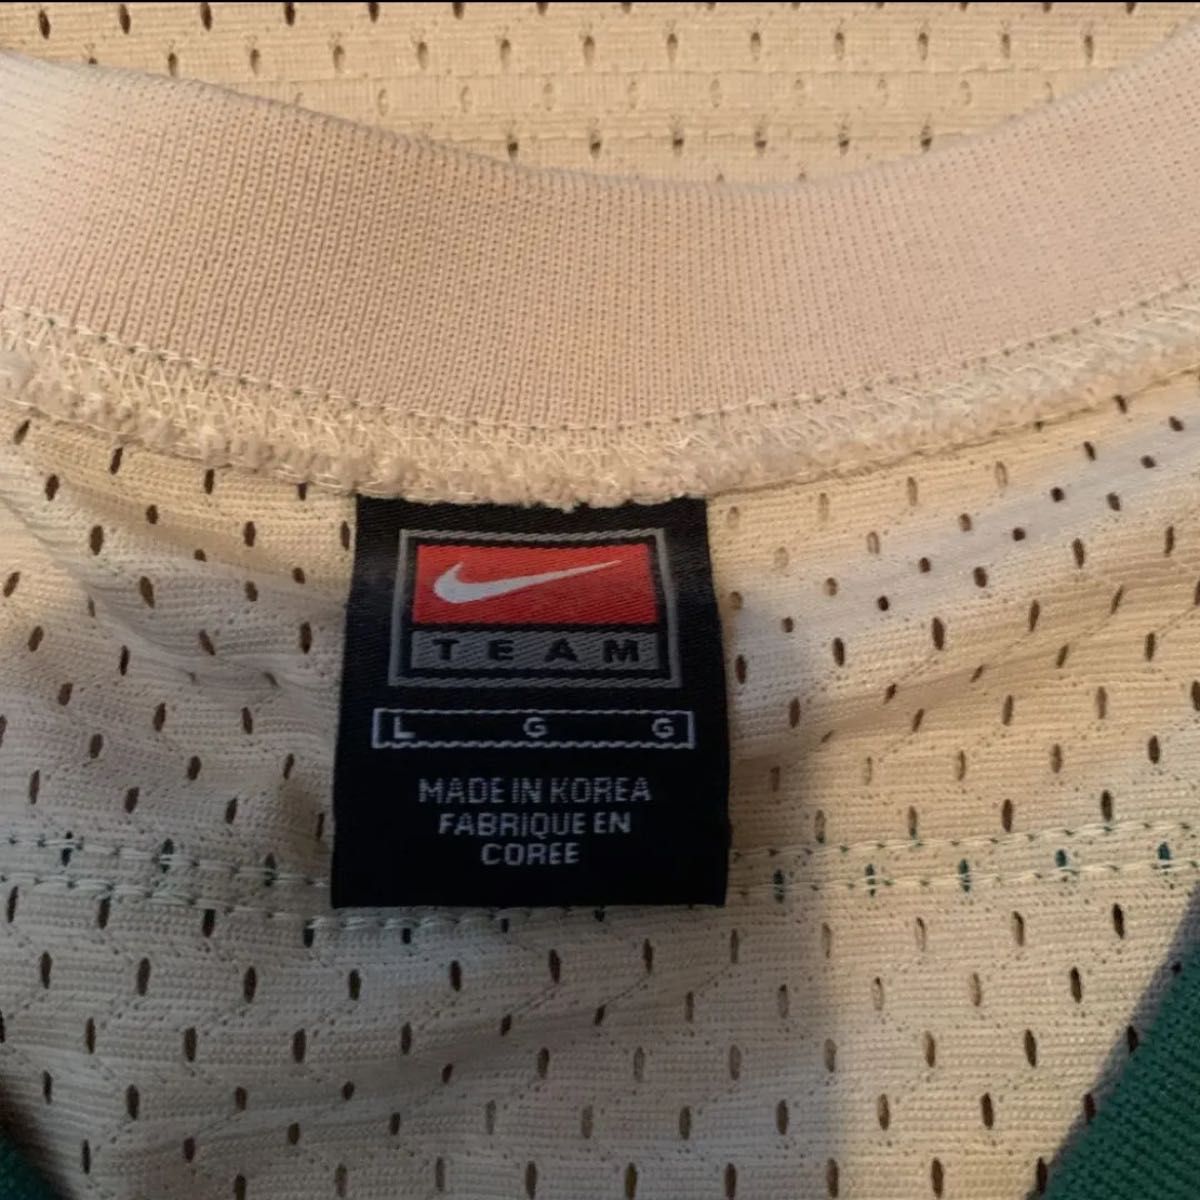 TEAM
L G G
MADE IN KOREA
FABRIQUE EN
COREE